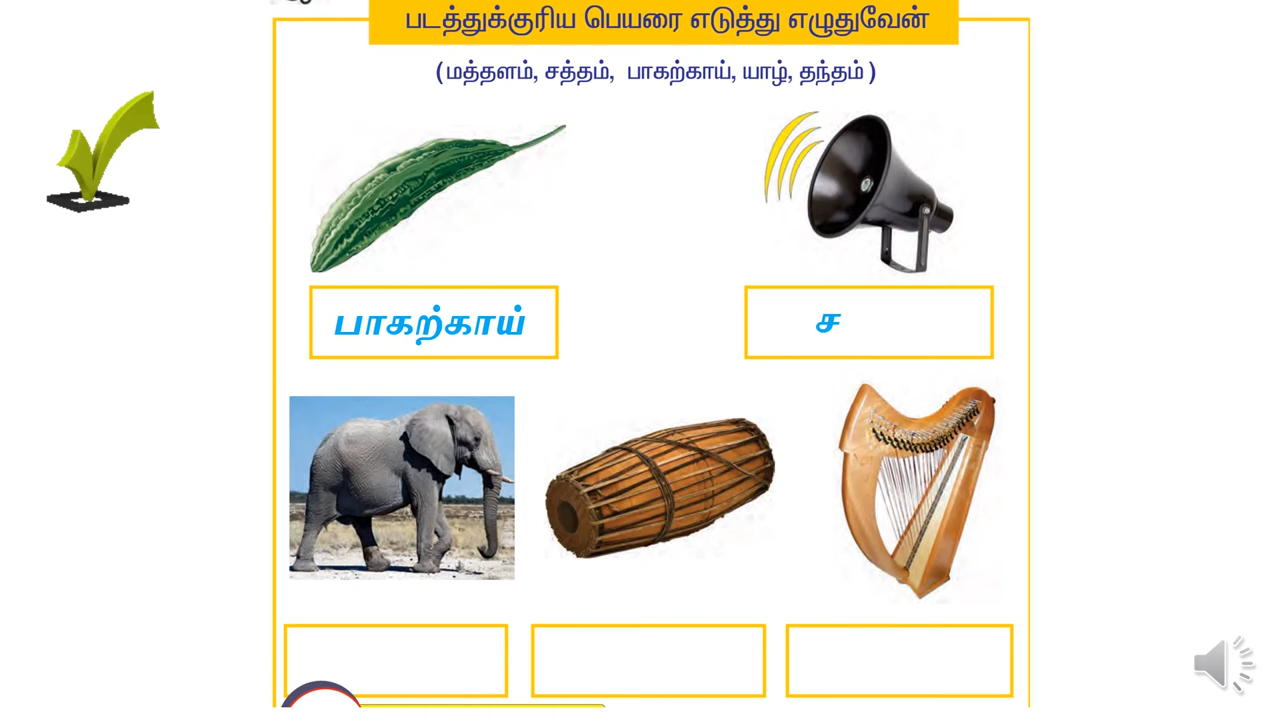 படத்துக்குரிய பெயரை எடுத்து எழுதுவேன்
( மத்தளம், சத்தம், பாகற்காய், யாழ், தந்தம் )
பாகற்காய்
ச